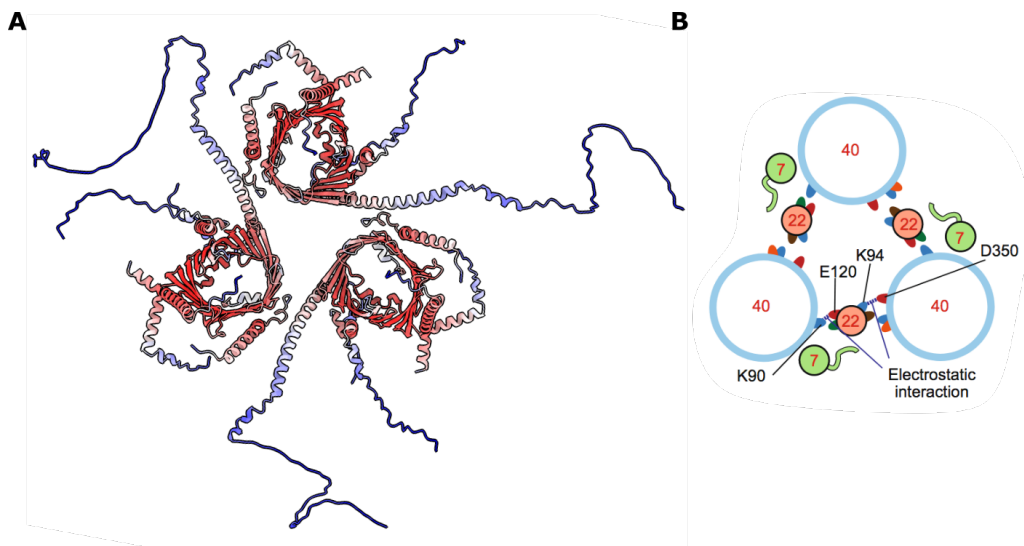 A
B
40
7
22
22
7
D350
K94
E120
40
22
40
7
K90
Electrostatic
interaction